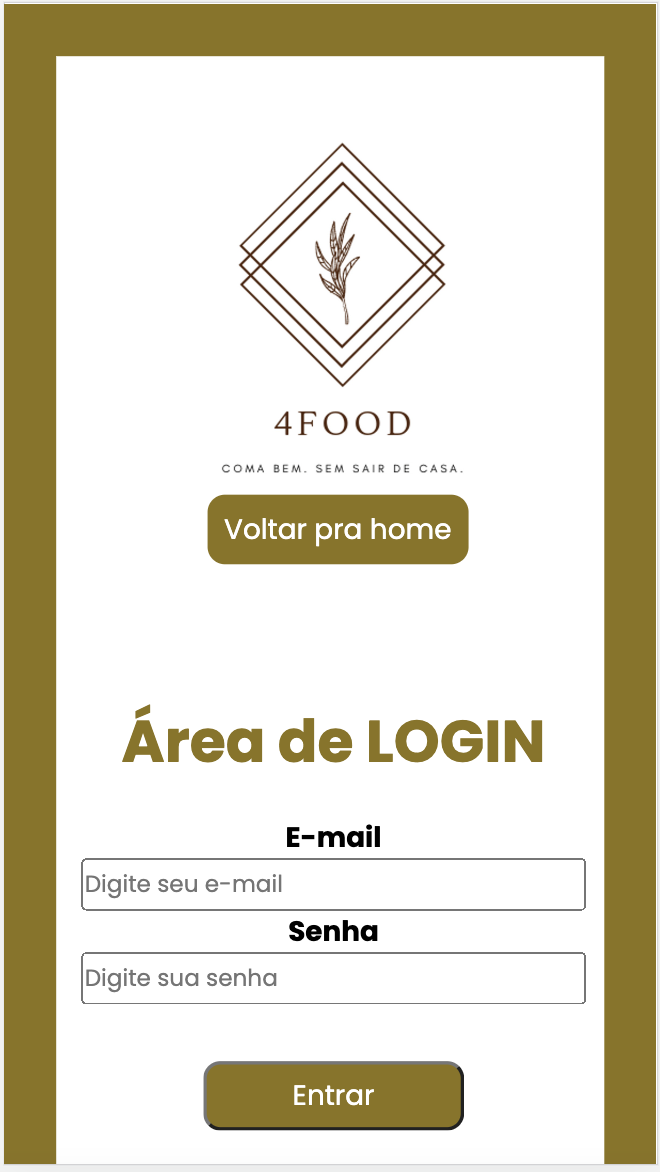 4FOOD
COMA BEM. SEM SAIR DE CASA.
Voltar pra home
Área de LOGIN
E-mail
Digite seu e-mail
Senha
Digite sua senha
Entrar